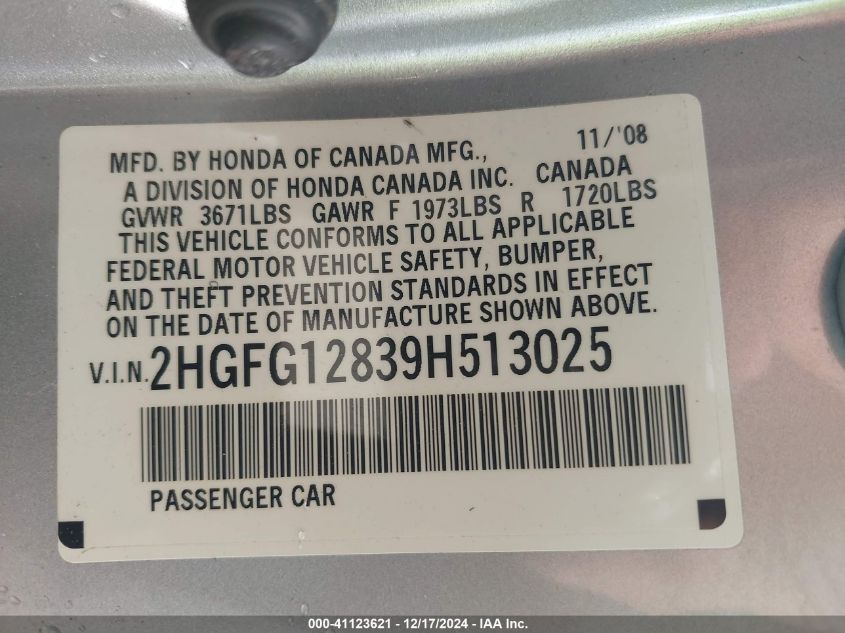 11/'08
MFD. BY HONDA OF CANADA MFG.,
A DIVISION OF HONDA CANADA INC. CANADA
GVWR 3671LBS GAWR F 1973LBS R 1720LBS
THIS VEHICLE CONFORMS TO ALL APPLICABLE
FEDERAL MOTOR VEHICLE SAFETY, BUMPER,
AND THEFT PREVENTION STANDARDS IN EFFECT
ON THE DATE OF MANUFACTURE SHOWN ABOVE.
V.I.N. 2HGFG12839H513025
PASSENGER CAR
000-41123621 - 12/17/2024 - IAA Inc.